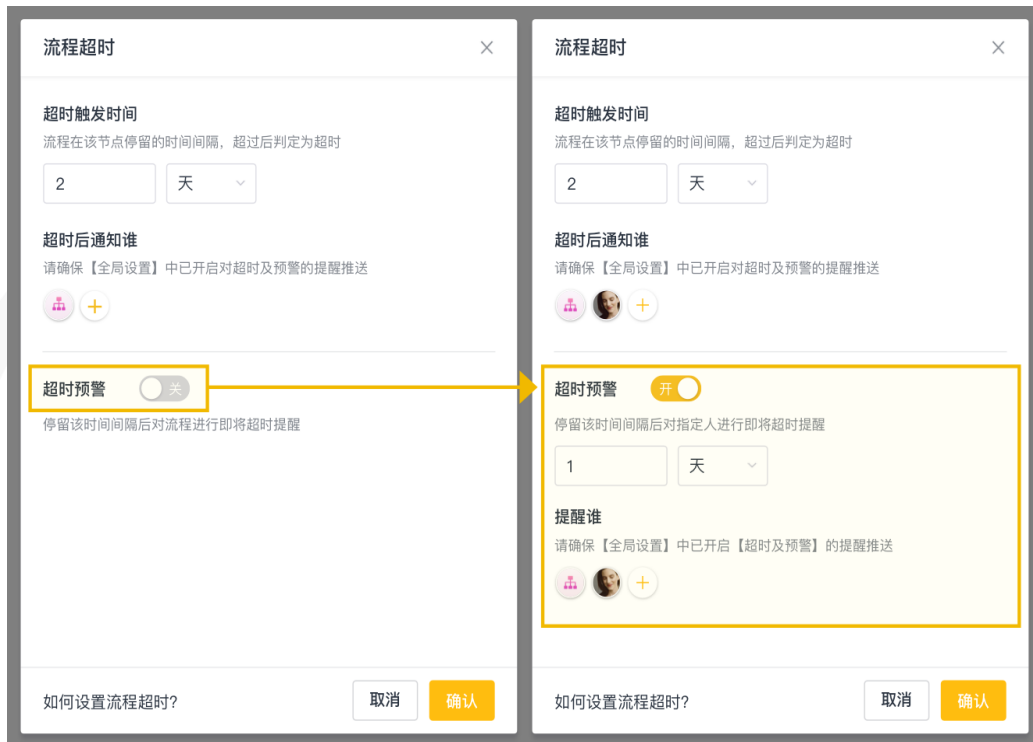 流程超时
超时触发时间
流程在该节点停留的时间间隔，超过后判定为超时
2 天
超时后通知谁
请确保【全局设置】中已开启对超时及预警的提醒推送
超时预警 关
停留该时间间隔后对流程进行即将超时提醒
如何设置流程超时? 取消 确认
流程超时
超时触发时间
流程在该节点停留的时间间隔，超过后判定为超时
2 天
超时后通知谁
请确保【全局设置】中已开启对超时及预警的提醒推送
超时预警 开
停留该时间间隔后对指定人进行即将超时提醒
1 天
提醒谁
请确保【全局设置】中已开启【超时及预警】的提醒推送
如何设置流程超时? 取消 确认